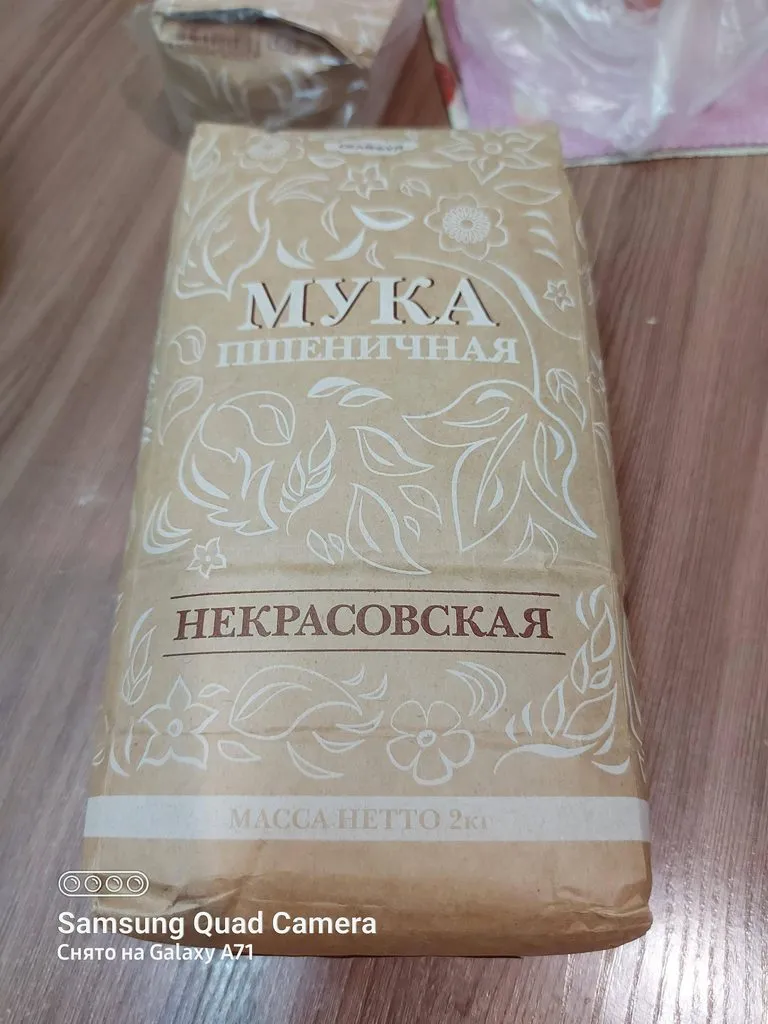 МУКА
ПШЕНИЧНАЯ
НЕКРАСОВСКАЯ
МАССА НЕТТО 2кг
Samsung Quad Camera
Снято на Galaxy A71